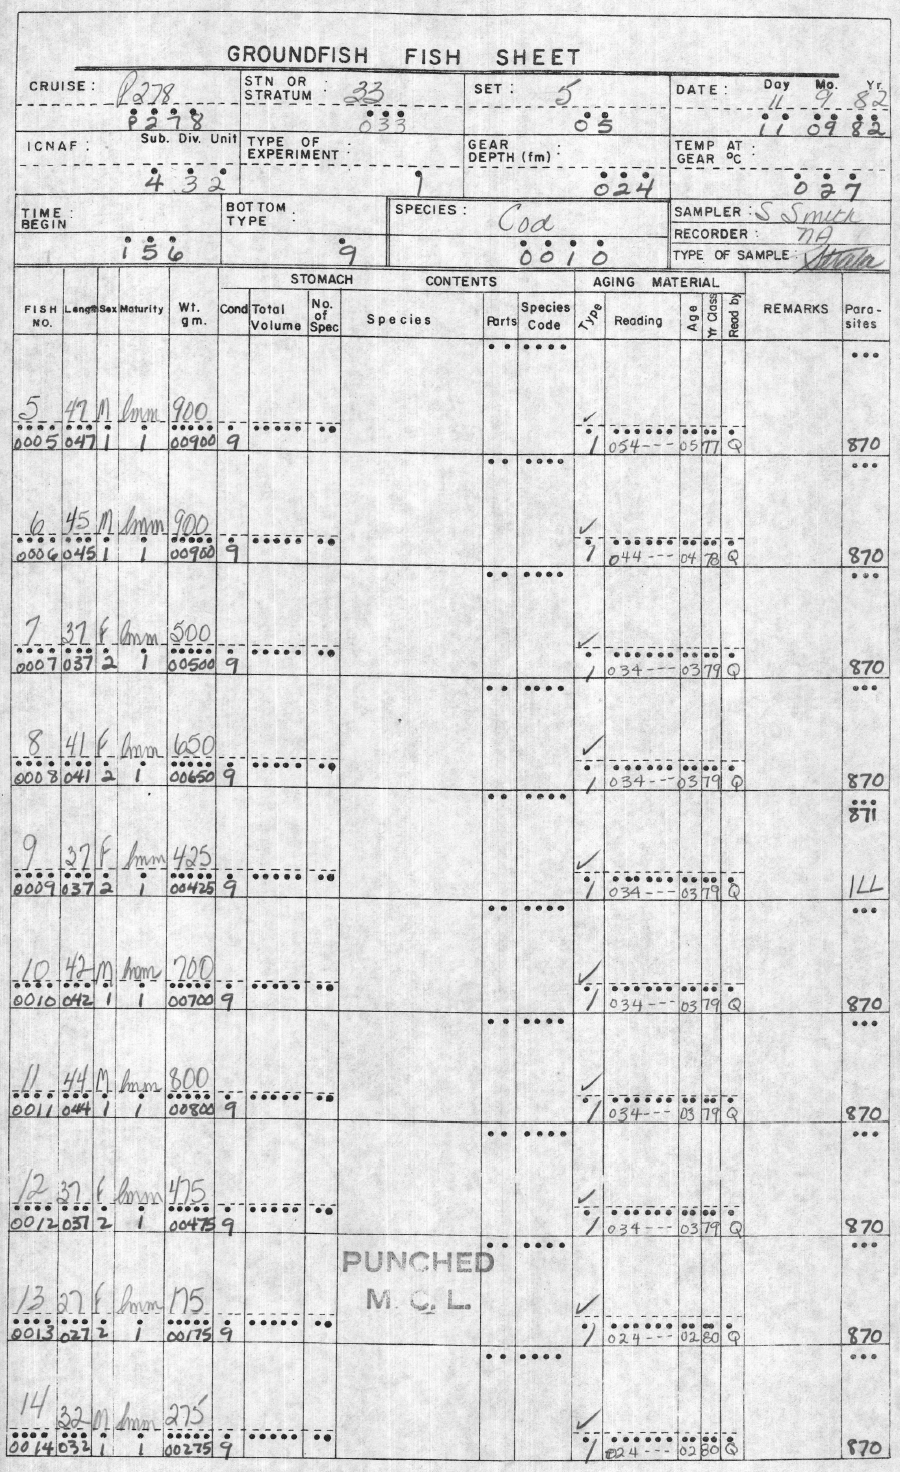 GROUNDFISH FISH SHEET
CRUISE: P278 STN OR STRATUM: 33 SET: 5 DATE: Day 11 Mo. 9 Yr 82
P278 033 05 11 09 82
ICNAF: Sub. Div. Unit TYPE OF EXPERIMENT: GEAR DEPTH (fm): TEMP AT GEAR °C:
4 3 2 1 024 027
TIME: BEGIN BOTTOM TYPE: SPECIES: Cod SAMPLER: S Smith
RECORDER: NA
156 9 0010 TYPE OF SAMPLE: Strata
STOMACH CONTENTS AGING MATERIAL
FISH NO. Length Sex Maturity Wt. gm. Cond Total Volume No. of Spec Species Parts Species Code Type Reading Age Yr Class Read by REMARKS Parasites
5 47 M Imm 900 ✓
0005 047 1 1 00900 9 1 054--- 05 77 Q 870
6 45 M Imm 900 ✓
0006 045 1 1 00900 9 1 044--- 04 78 Q 870
7 37 F Imm 500 ✓
0007 037 2 1 00500 9 1 034--- 03 79 Q 870
8 41 F Imm 650 ✓
0008 041 2 1 00650 9 1 034--- 03 79 Q 870
871
9 37 F Imm 425 ✓
0009 037 2 1 00425 9 1 034--- 03 79 Q 1LL
10 42 M Imm 700 ✓
0010 042 1 1 00700 9 1 034--- 03 79 Q 870
11 44 M Imm 800 ✓
0011 044 1 1 00800 9 1 034--- 03 79 Q 870
12 37 F Imm 475 ✓
0012 037 2 1 00475 9 1 034--- 03 79 Q 870
PUNCHED
M. C. L.
13 27 F Imm 175 ✓
0013 027 2 1 00175 9 1 024--- 02 80 Q 870
14 32 M Imm 275 ✓
0014 032 1 1 00275 9 1 024--- 02 80 Q 870